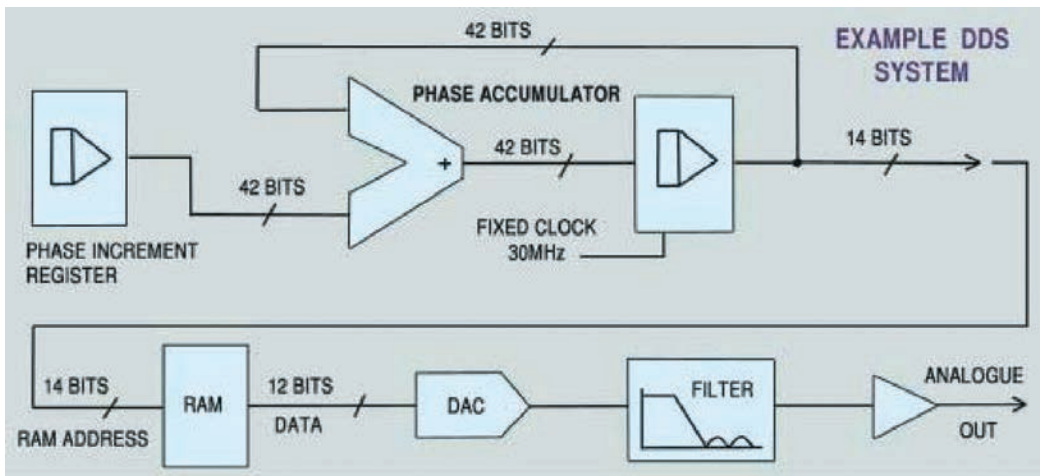 42 BITS
EXAMPLE DDS
SYSTEM
PHASE ACCUMULATOR
14 BITS
+
42 BITS
42 BITS
FIXED CLOCK
30MHz
PHASE INCREMENT
REGISTER
14 BITS
RAM ADDRESS
RAM
12 BITS
DATA
DAC
FILTER
ANALOGUE
OUT